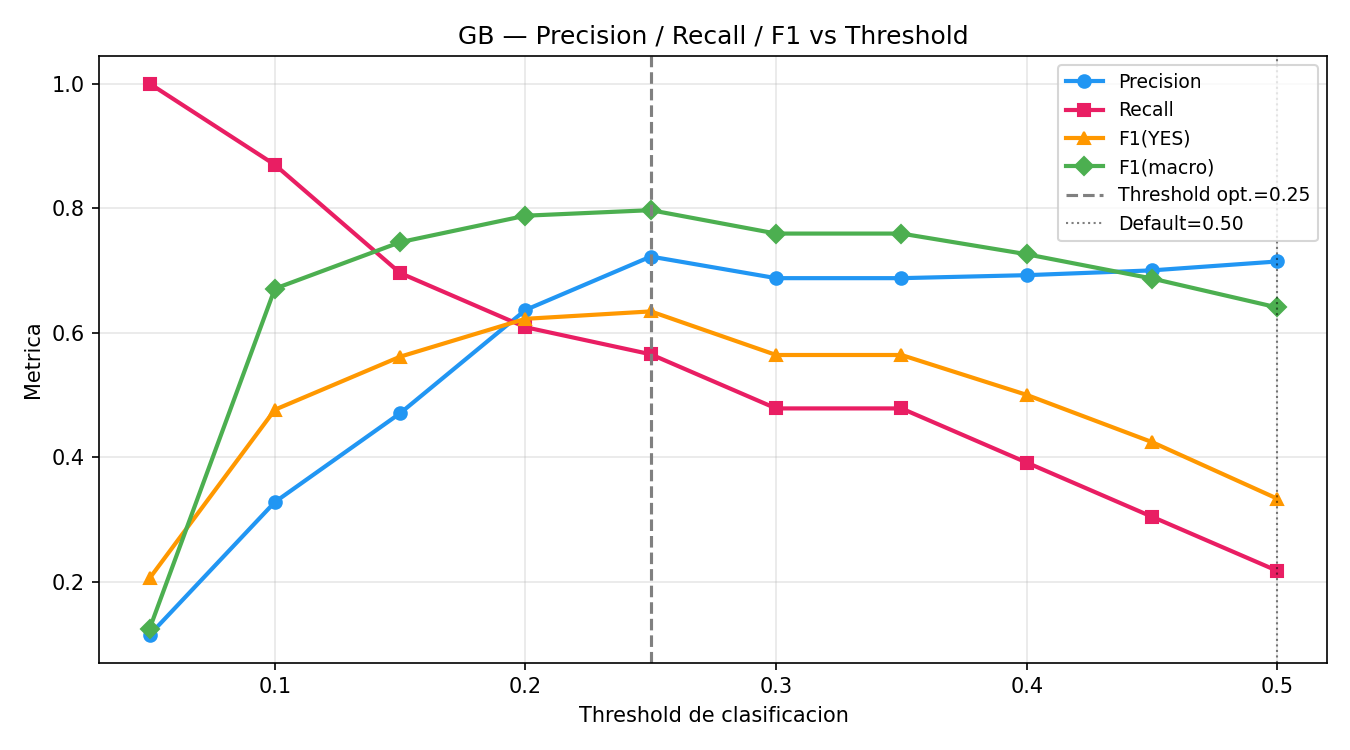 GB — Precision / Recall / F1 vs Threshold
Metrica
1.0
0.8
0.6
0.4
0.2
Precision
Recall
F1(YES)
F1(macro)
Threshold opt.=0.25
Default=0.50
0.1
0.2
0.3
0.4
0.5
Threshold de clasificacion